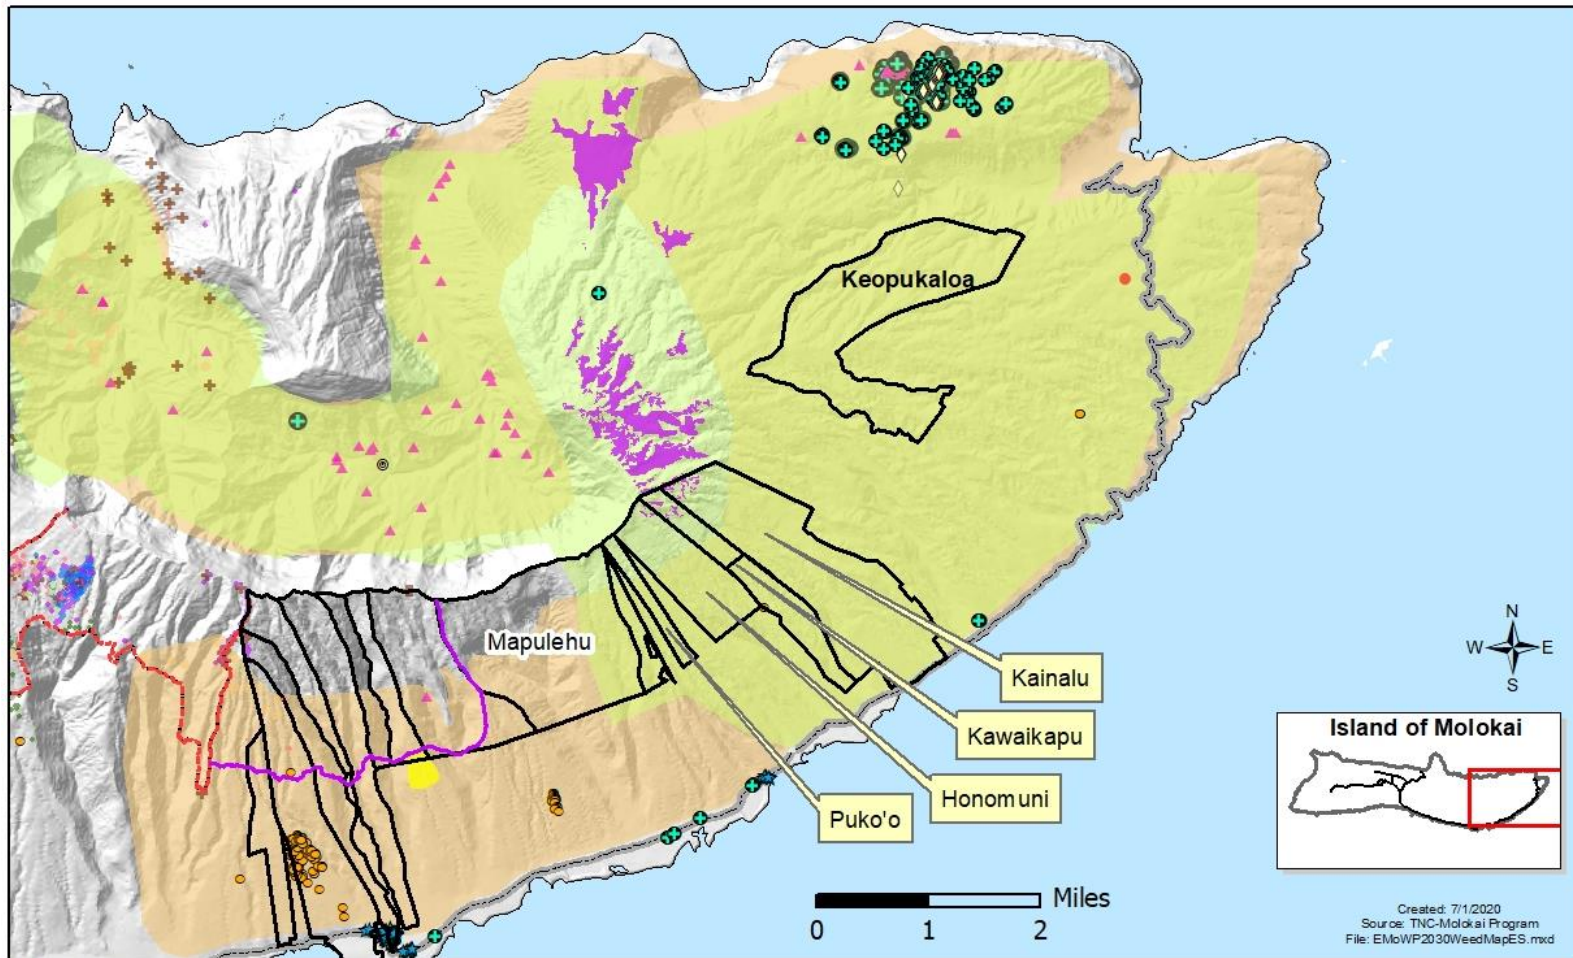 Keopukaloa
Mapulehu
N
W E
S
Kainalu
Kawaikapu
Honomuni
Puko'o
Island of Molokai
Miles
0 1 2
Created: 7/1/2020
Source: TNC-Molokai Program
File: EMoWP2030WeedMapES.mxd